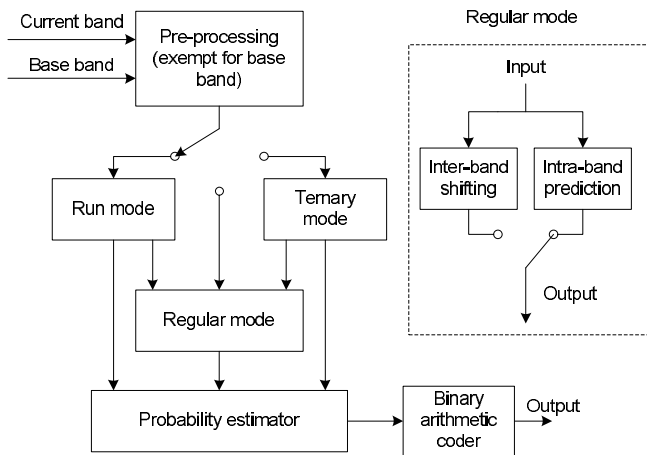 Current band
Base band
Pre-processing
(exempt for base
band)
Run mode
Ternary
mode
Regular mode
Probability estimator
Binary
arithmetic
coder
Output
Regular mode
Input
Inter-band
shifting
Intra-band
prediction
Output